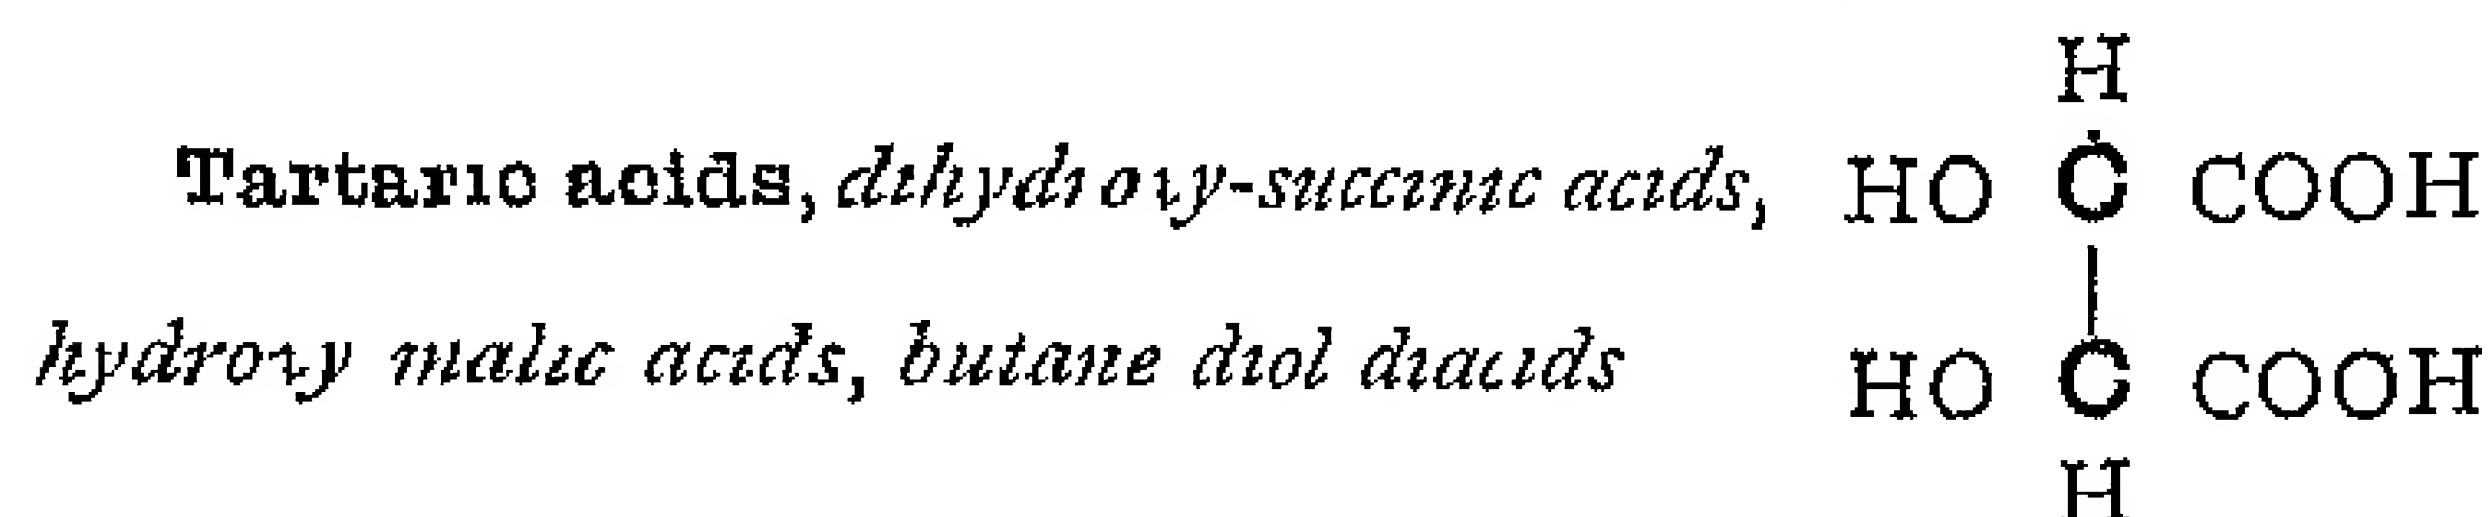 H
Tartaric acids, dihydroxy-succinic acids, HO C COOH
|
hydroxy malic acids, butane diol diacids HO C COOH
H